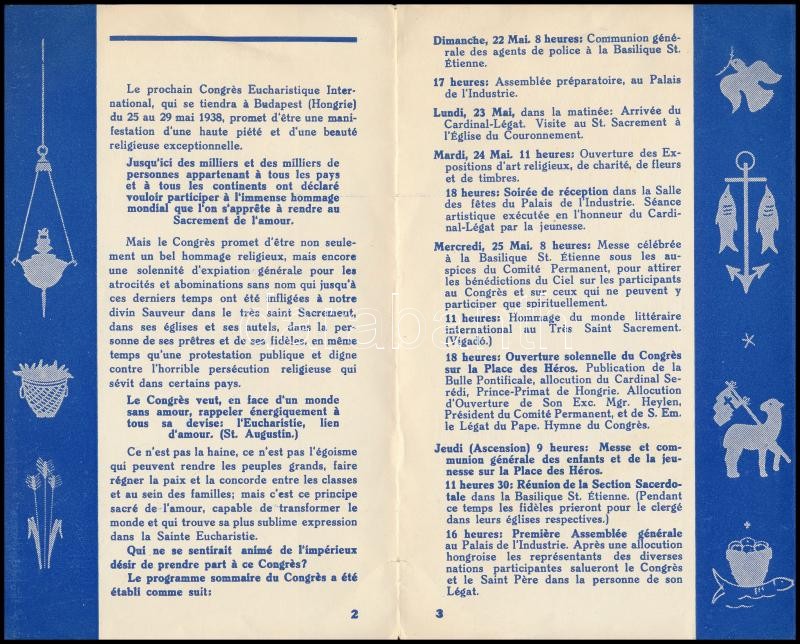 Le prochain Congrès Eucharistique Inter-
national, qui se tiendra à Budapest (Hongrie)
du 25 au 29 mai 1938, promet d'être une mani-
festation d'une haute piété et d'une beauté
religieuse exceptionnelle.
Jusqu'ici des milliers et des milliers de
personnes appartenant à tous les pays
et à tous les continents ont déclaré
vouloir participer à l'immense hommage
mondial que l'on s'apprête à rendre au
Sacrement de l'amour.
Mais le Congrès promet d'être non seule-
ment un bel hommage religieux, mais encore
une solennité d'expiation générale pour les
atrocités et abominations sans nom qui jusqu'à
ces derniers temps ont été infligées à notre
divin Sauveur dans le très saint Sacrement,
dans ses églises et ses autels, dans la per-
sonne de ses prêtres et de ses fidèles, en même
temps qu'une protestation publique et digne
contre l'horrible persécution religieuse qui
sévit dans certains pays.
Le Congrès veut, en face d'un monde
sans amour, rappeler énergiquement à
tous sa devise: l'Eucharistie, lien
d'amour. (St. Augustin.)
Ce n'est pas la haine, ce n'est pas l'égoisme
qui peuvent rendre les peuples grands, faire
régner la paix et la concorde entre les classes
et au sein des familles; mais c'est ce principe
sacré de l'amour, capable de transformer le
monde et qui trouve sa plus sublime expression
dans la Sainte Eucharistie.
Qui ne se sentirait animé de l'impérieux
désir de prendre part à ce Congrès?
Le programme sommaire du Congrès a été
établi comme suit:
2
Dimanche, 22 Mai. 8 heures: Communion géné-
rale des agents de police à la Basilique St.
Étienne.
17 heures: Assemblée préparatoire, au Palais
de l'Industrie.
Lundi, 23 Mai, dans la matinée: Arrivée du
Cardinal-Légat. Visite au St. Sacrement à
l'Église du Couronnement.
Mardi, 24 Mai. 11 heures: Ouverture des Ex-
positions d'art religieux, de charité, de fleurs
et de timbres.
18 heures: Soirée de réception dans la Salle
des fêtes du Palais de l'Industrie. Séance
artistique exécutée en l'honneur du Cardi-
nal-Légat par la jeunesse.
Mercredi, 25 Mai. 8 heures: Messe célébrée
à la Basilique St. Étienne sous les au-
spices du Comité Permanent, pour attirer
les bénédictions du Ciel sur les participants
au Congrès et sur ceux qui ne peuvent y
participer que spirituellement.
11 heures: Hommage du monde littéraire
international au Très Saint Sacrement.
(Vigadó.)
18 heures: Ouverture solennelle du Congrès
sur la Place des Héros. Publication de la
Bulle Pontificale, allocution du Cardinal Se-
rédi, Prince-Primat de Hongrie. Allocution
d'Ouverture de Son Exc. Mgr. Heylen,
Président du Comité Permanent, et de S. Em.
le Légat du Pape. Hymne du Congrès.
Jeudi (Ascension) 9 heures: Messe et com-
munion générale des enfants et de la jeu-
nesse sur la Place des Héros.
11 heures 30: Réunion de la Section Sacerdo-
tale dans la Basilique St. Étienne. (Pendant
ce temps les fidèles prieront pour le clergé
dans leurs églises respectives.)
16 heures: Première Assemblée générale
au Palais de l'Industrie. Après une allocution
hongroise les représentants des diverses
nations participantes salueront le Congrès
et le Saint Père dans la personne de son
Légat.
3